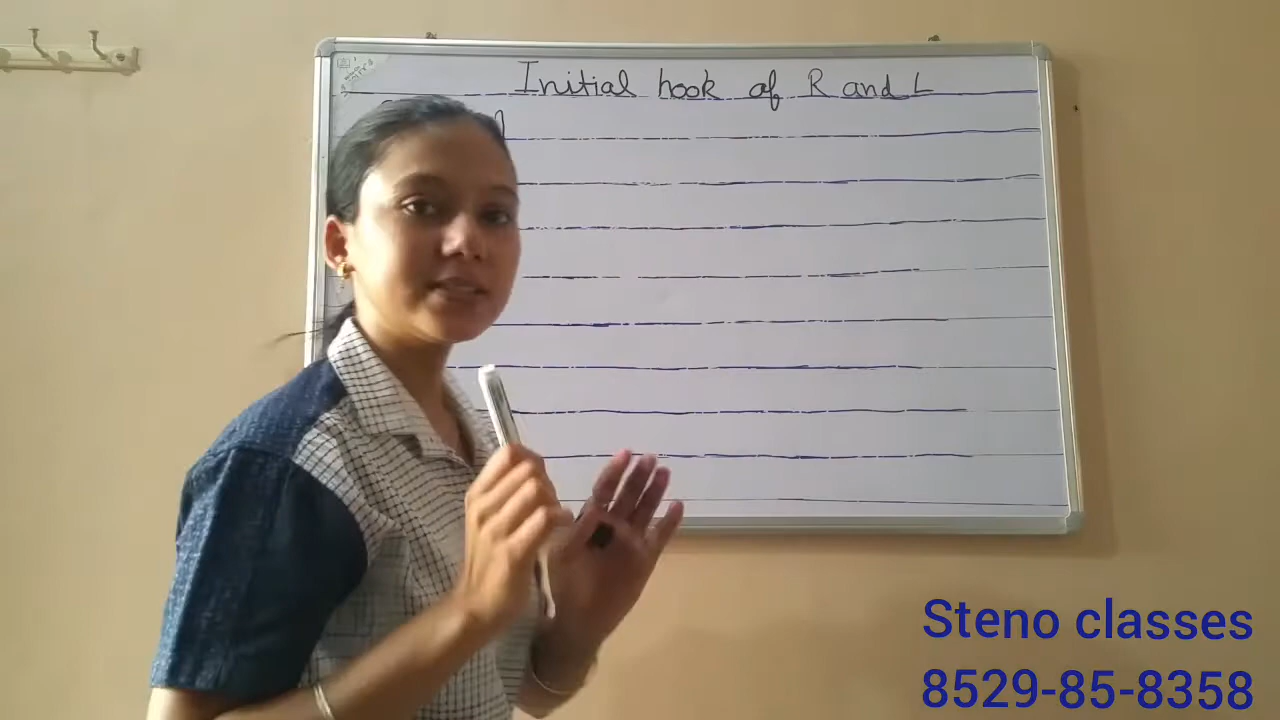 Initial hook of R and L
Steno classes
8529-85-8358